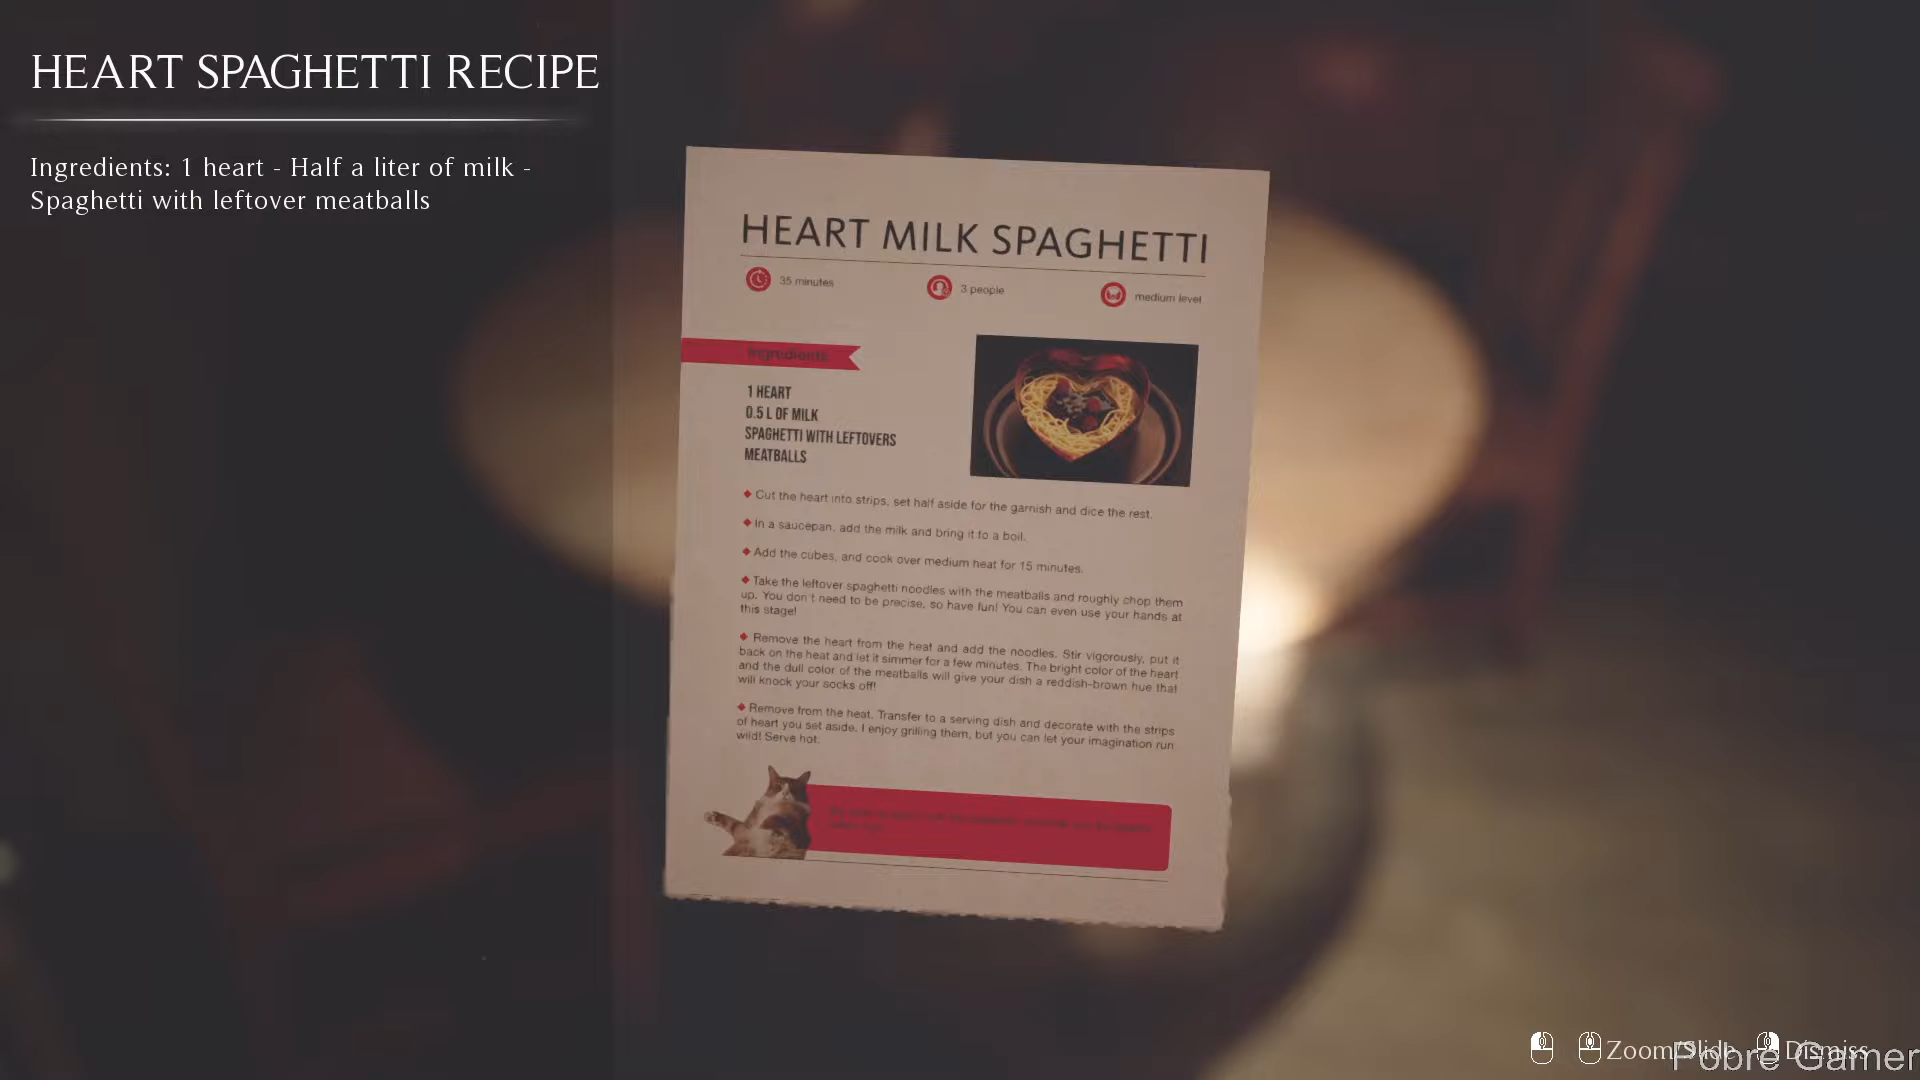 HEART SPAGHETTI RECIPE
Ingredients: 1 heart - Half a liter of milk -
Spaghetti with leftover meatballs
HEART MILK SPAGHETTI
35 minutes
3 people
medium level
Ingredients
1 HEART
0.5 L OF MILK
SPAGHETTI WITH LEFTOVERS
MEATBALLS
Cut the heart into strips, set half aside for the garnish and dice the rest.
In a saucepan, add the milk and bring it to a boil.
Add the cubes, and cook over medium heat for 15 minutes.
Take the leftover spaghetti noodles with the meatballs and roughly chop them
up. You don't need to be precise, so have fun! You can even use your hands at
this stage!
Remove the heart from the heat and add the noodles. Stir vigorously, put it
back on the heat and let it simmer for a few minutes. The bright color of the heart
and the dull color of the meatballs will give your dish a reddish-brown hue that
will knock your socks off!
Remove from the heat. Transfer to a serving dish and decorate with the strips
of heart you set aside. I enjoy grilling them, but you can let your imagination run
wild! Serve hot.
Zoom/Slide
Dismiss
Pobre Gamer